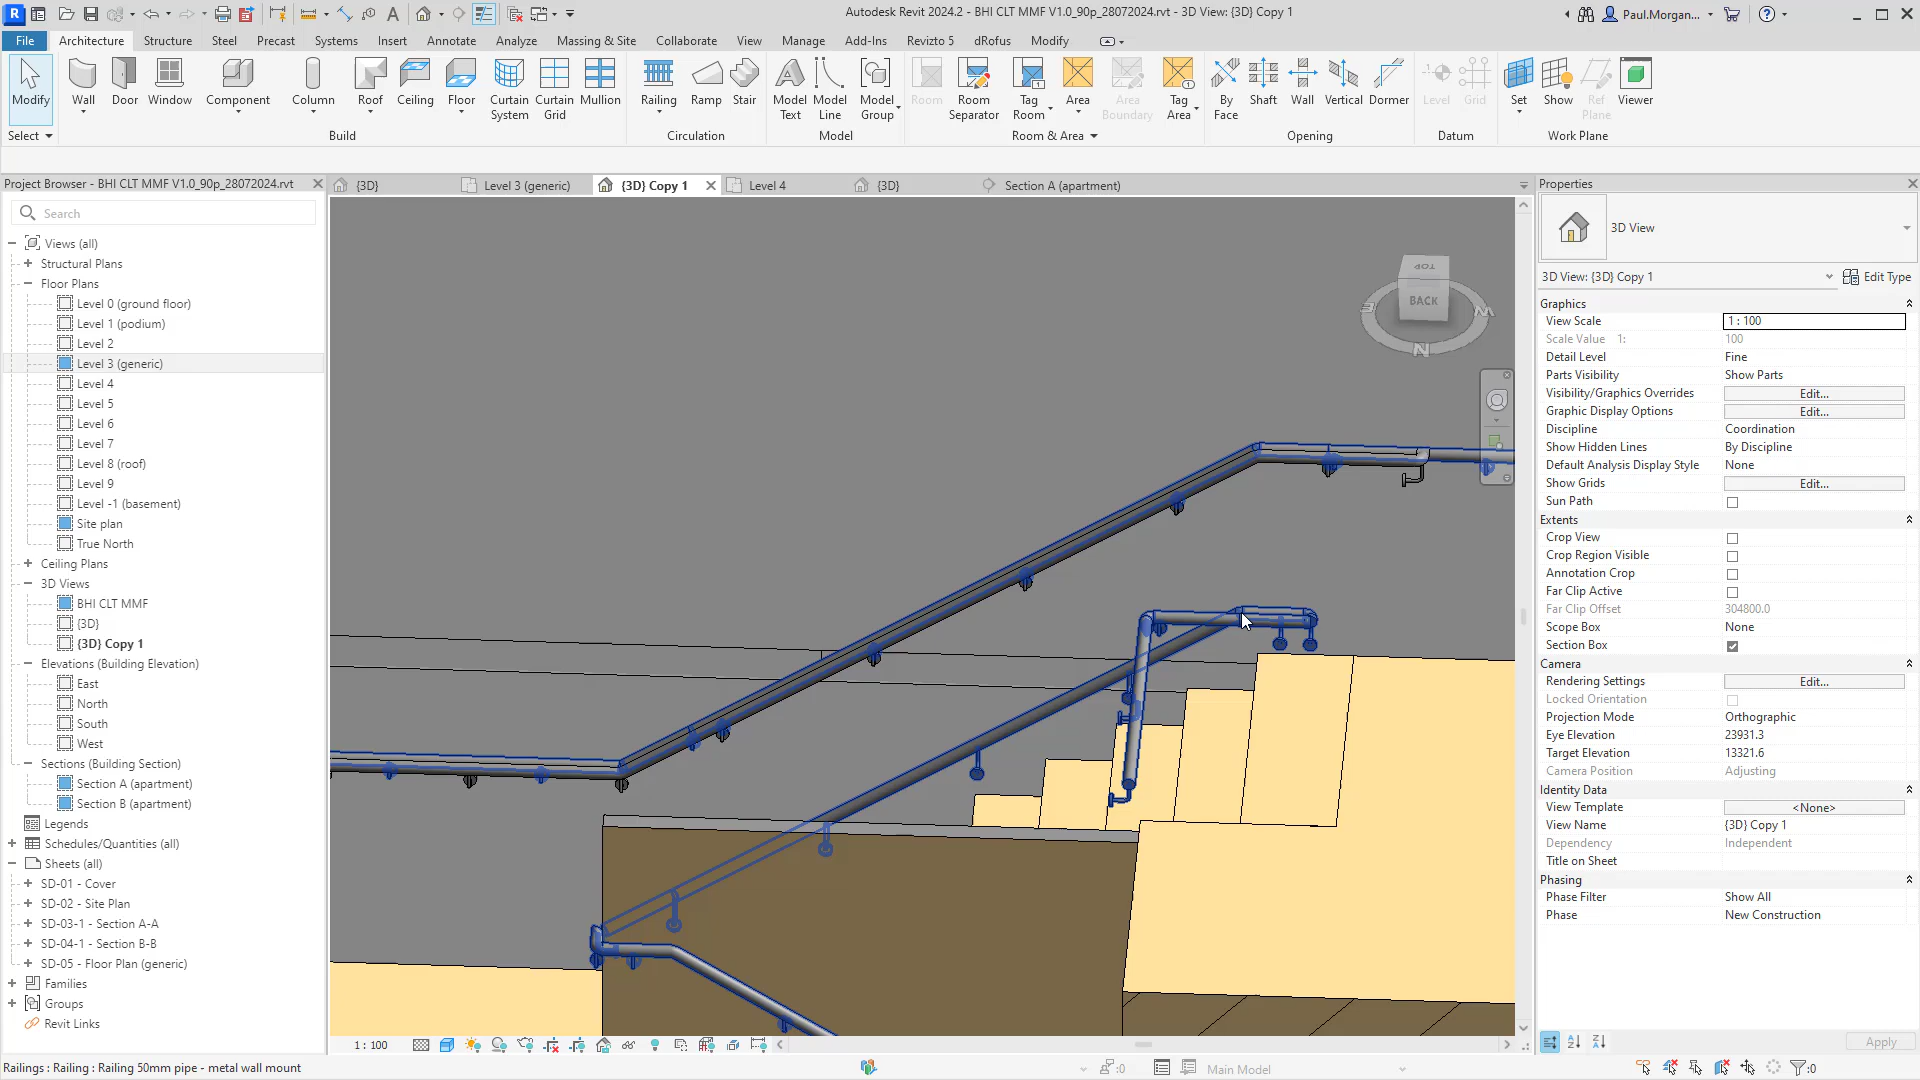 Autodesk Revit 2024.2 - BHI CLT MMF V1.0_90p_28072024.rvt - 3D View: {3D} Copy 1
Paul.Morgan...
File Architecture Structure Steel Precast Systems Insert Annotate Analyze Massing & Site Collaborate View Manage Add-Ins Revizto 5 dRofus Modify
Modify Wall Door Window Component Column Roof Ceiling Floor Curtain System Curtain Grid Mullion Railing Ramp Stair Model Text Model Line Model Group Room Room Separator Tag Room Area Area Boundary Tag Area By Face Shaft Wall Vertical Dormer Level Grid Set Show Ref Plane Viewer
Select Build Circulation Model Room & Area Opening Datum Work Plane
Project Browser - BHI CLT MMF V1.0_90p_28072024.rvt
Search
Views (all)
Structural Plans
Floor Plans
Level 0 (ground floor)
Level 1 (podium)
Level 2
Level 3 (generic)
Level 4
Level 5
Level 6
Level 7
Level 8 (roof)
Level 9
Level -1 (basement)
Site plan
True North
Ceiling Plans
3D Views
BHI CLT MMF
{3D}
{3D} Copy 1
Elevations (Building Elevation)
East
North
South
West
Sections (Building Section)
Section A (apartment)
Section B (apartment)
Legends
Schedules/Quantities (all)
Sheets (all)
SD-01 - Cover
SD-02 - Site Plan
SD-03-1 - Section A-A
SD-04-1 - Section B-B
SD-05 - Floor Plan (generic)
Families
Groups
Revit Links
{3D} Level 3 (generic) {3D} Copy 1 Level 4 {3D} Section A (apartment)
TOP
BACK
N
1 : 100
Properties
3D View
3D View: {3D} Copy 1 Edit Type
Graphics
View Scale 1 : 100
Scale Value 1: 100
Detail Level Fine
Parts Visibility Show Parts
Visibility/Graphics Overrides Edit...
Graphic Display Options Edit...
Discipline Coordination
Show Hidden Lines By Discipline
Default Analysis Display Style None
Show Grids Edit...
Sun Path
Extents
Crop View
Crop Region Visible
Annotation Crop
Far Clip Active
Far Clip Offset 304800.0
Scope Box None
Section Box
Camera
Rendering Settings Edit...
Locked Orientation
Projection Mode Orthographic
Eye Elevation 23931.3
Target Elevation 13321.6
Camera Position Adjusting
Identity Data
View Template <None>
View Name {3D} Copy 1
Dependency Independent
Title on Sheet
Phasing
Phase Filter Show All
Phase New Construction
Apply
Railings : Railing : Railing 50mm pipe - metal wall mount
:0
Main Model
:0